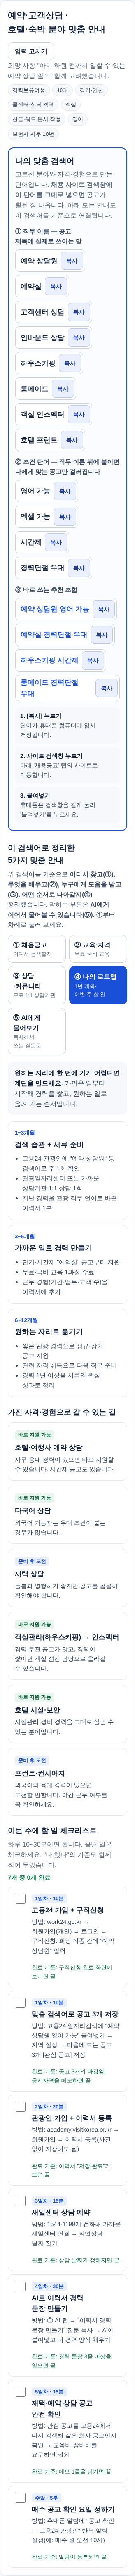 예약·고객상담 ·
호텔·숙박 분야 맞춤 안내
입력 고치기
희망 사항 "아이 하원 전까지 일할 수 있는
예약 상담 일"도 함께 고려했습니다.
경력보유여성
40대
경기·인천
콜센터·상담 경력
엑셀
한글·워드 문서 작성
영어
보험사 사무 10년
나의 맞춤 검색어
고르신 분야와 자격·경험으로 만든
단어입니다. 채용 사이트 검색창에
이 단어를 그대로 넣으면 공고가
훨씬 잘 나옵니다. 아래 모든 안내도
이 검색어를 기준으로 연결됩니다.
① 직무 이름 — 공고
제목에 실제로 쓰이는 말
예약 상담원
복사
예약실
복사
고객센터 상담
복사
인바운드 상담
복사
하우스키핑
복사
룸메이드
복사
객실 인스펙터
복사
호텔 프런트
복사
② 조건 단어 — 직무 이름 뒤에 붙이면
나에게 맞는 공고만 걸러집니다
영어 가능
복사
엑셀 가능
복사
시간제
복사
경력단절 우대
복사
③ 바로 쓰는 추천 조합
예약 상담원 영어 가능
복사
예약실 경력단절 우대
복사
하우스키핑 시간제
복사
룸메이드 경력단절
우대
복사
1. [복사] 누르기
단어가 휴대폰·컴퓨터에 임시
저장됩니다.
2. 사이트 검색창 누르기
아래 '채용공고' 탭의 사이트로
이동합니다.
3. 붙여넣기
휴대폰은 검색창을 길게 눌러
'붙여넣기'를 누르세요.
이 검색어로 정리한
5가지 맞춤 안내
위 검색어를 기준으로 어디서 찾고(①),
무엇을 배우고(②), 누구에게 도움을 받고
(③), 어떤 순서로 나아갈지(④)
정리했습니다. 막히는 부분은 AI에게
이어서 물어볼 수 있습니다(⑤). ①부터
차례로 눌러 보세요.
① 채용공고
어디서 검색할지
② 교육·자격
무료·국비 교육
③ 상담
·커뮤니티
무료 1:1 상담기관
④ 나의 로드맵
1년 계획·
이번 주 할 일
⑤ AI에게
물어보기
복사해서
쓰는 질문문
원하는 자리에 한 번에 가기 어렵다면
계단을 만드세요. 가까운 일부터
시작해 경력을 쌓고, 원하는 일로
옮겨 가는 순서입니다.
1~3개월
검색 습관 + 서류 준비
고용24·관광인에 "예약 상담원" 등
검색어로 주 1회 확인
관광일자리센터 또는 가까운
상담기관 1:1 상담 1회
지난 경력을 관광 직무 언어로 바꾼
이력서 1부
3~6개월
가까운 일로 경력 만들기
단기·시간제 "예약실" 공고부터 지원
무료·국비 교육 1과정 수료
근무 경험(기간·업무·고객 수)을
이력서에 추가
6~12개월
원하는 자리로 옮기기
쌓은 관광 경력으로 정규·장기
공고 지원
관련 자격 취득으로 다음 직무 준비
경력 1년 이상을 서류의 핵심
성과로 정리
가진 자격·경험으로 갈 수 있는 길
바로 지원 가능
호텔·여행사 예약 상담
사무·응대 경력이 있으면 바로 지원할
수 있습니다. 시간제 공고도 있습니다.
바로 지원 가능
다국어 상담
외국어 가능자는 우대 조건이 붙는
경우가 많습니다.
준비 후 도전
재택 상담
돌봄과 병행하기 좋지만 공고를 꼼꼼히
확인해야 합니다.
바로 지원 가능
객실관리(하우스키핑) → 인스펙터
경력 무관 공고가 많고, 경력이
쌓이면 객실 점검 담당으로 올라갈
수 있습니다.
바로 지원 가능
호텔 시설·보안
시설관리·경비 경력을 그대로 살릴 수
있는 분야입니다.
준비 후 도전
프런트·컨시어지
외국어와 응대 경력이 있으면
도전할 만합니다. 야간 근무 여부를
꼭 확인하세요.
이번 주에 할 일 체크리스트
하루 10~30분이면 됩니다. 끝낸 일은
체크하세요. "다 했다"의 기준도 함께
적어 두었습니다.
7개 중 0개 완료
1일차 · 10분
고용24 가입 + 구직신청
방법: work24.go.kr →
회원가입(개인) → 로그인 →
구직신청. 희망 직종 칸에 "예약
상담원" 입력
완료 기준: 구직신청 완료 화면이
보이면 끝
1일차 · 10분
맞춤 검색어로 공고 3개 저장
방법: 고용24 일자리검색에 "예약
상담원 영어 가능" 붙여넣기 →
지역 선택 → 마음에 드는 공고
3개 [관심 공고] 저장
완료 기준: 공고 3개의 마감일·
응시자격을 메모하면 끝
2일차 · 20분
관광인 가입 + 이력서 등록
방법: academy.visitkorea.or.kr →
회원가입 → 이력서 등록(사진
없이 저장해도 됨)
완료 기준: 이력서 "저장 완료"가
뜨면 끝
3일차 · 15분
새일센터 상담 예약
방법: 1544-1199에 전화해 가까운
새일센터 연결 → 직업상담
날짜 잡기
완료 기준: 상담 날짜가 정해지면 끝
4일차 · 30분
AI로 이력서 경력
문장 만들기
방법: ⑤ AI 탭 → "이력서 경력
문장 만들기" 질문 복사 → AI에
붙여넣고 내 경력 양식 채우기
완료 기준: 경력 문장 3줄 이상을
얻으면 끝
5일차 · 15분
재택·예약 상담 공고
안전 확인
방법: 관심 공고를 고용24에서
다시 검색해 같은 회사 공고인지
확인 → 교육비·장비비를
요구하면 제외
완료 기준: 메모 1줄을 남기면 끝
주말 · 5분
매주 공고 확인 요일 정하기
방법: 휴대폰 알람에 "공고 확인
— 고용24·관광인" 반복 알람
설정(예: 매주 월 오전 10시)
완료 기준: 알람이 등록되면 끝